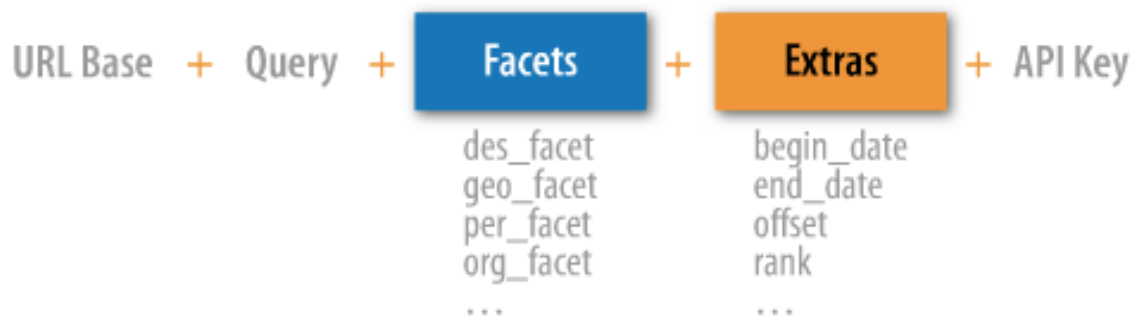 URL Base + Query + Facets + Extras + API Key
des_facet begin_date
geo_facet end_date
per_facet offset
org_facet rank
... ...